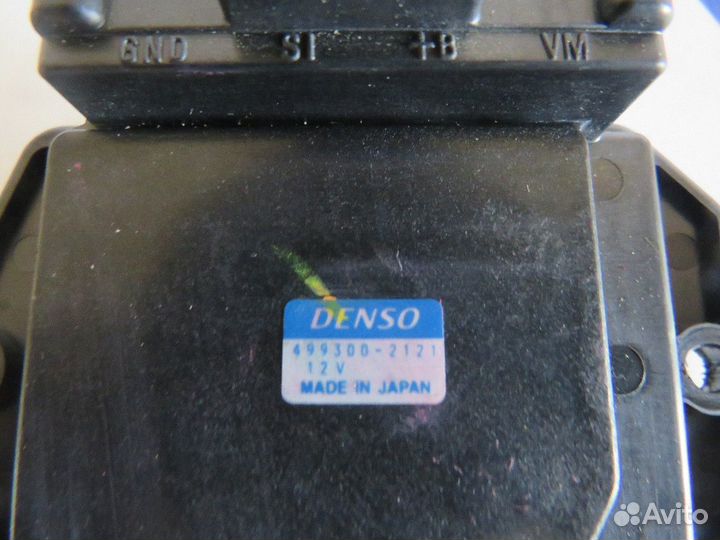 GND SI +B VM
DENSO
499300-2121
12V
MADE IN JAPAN
Avito